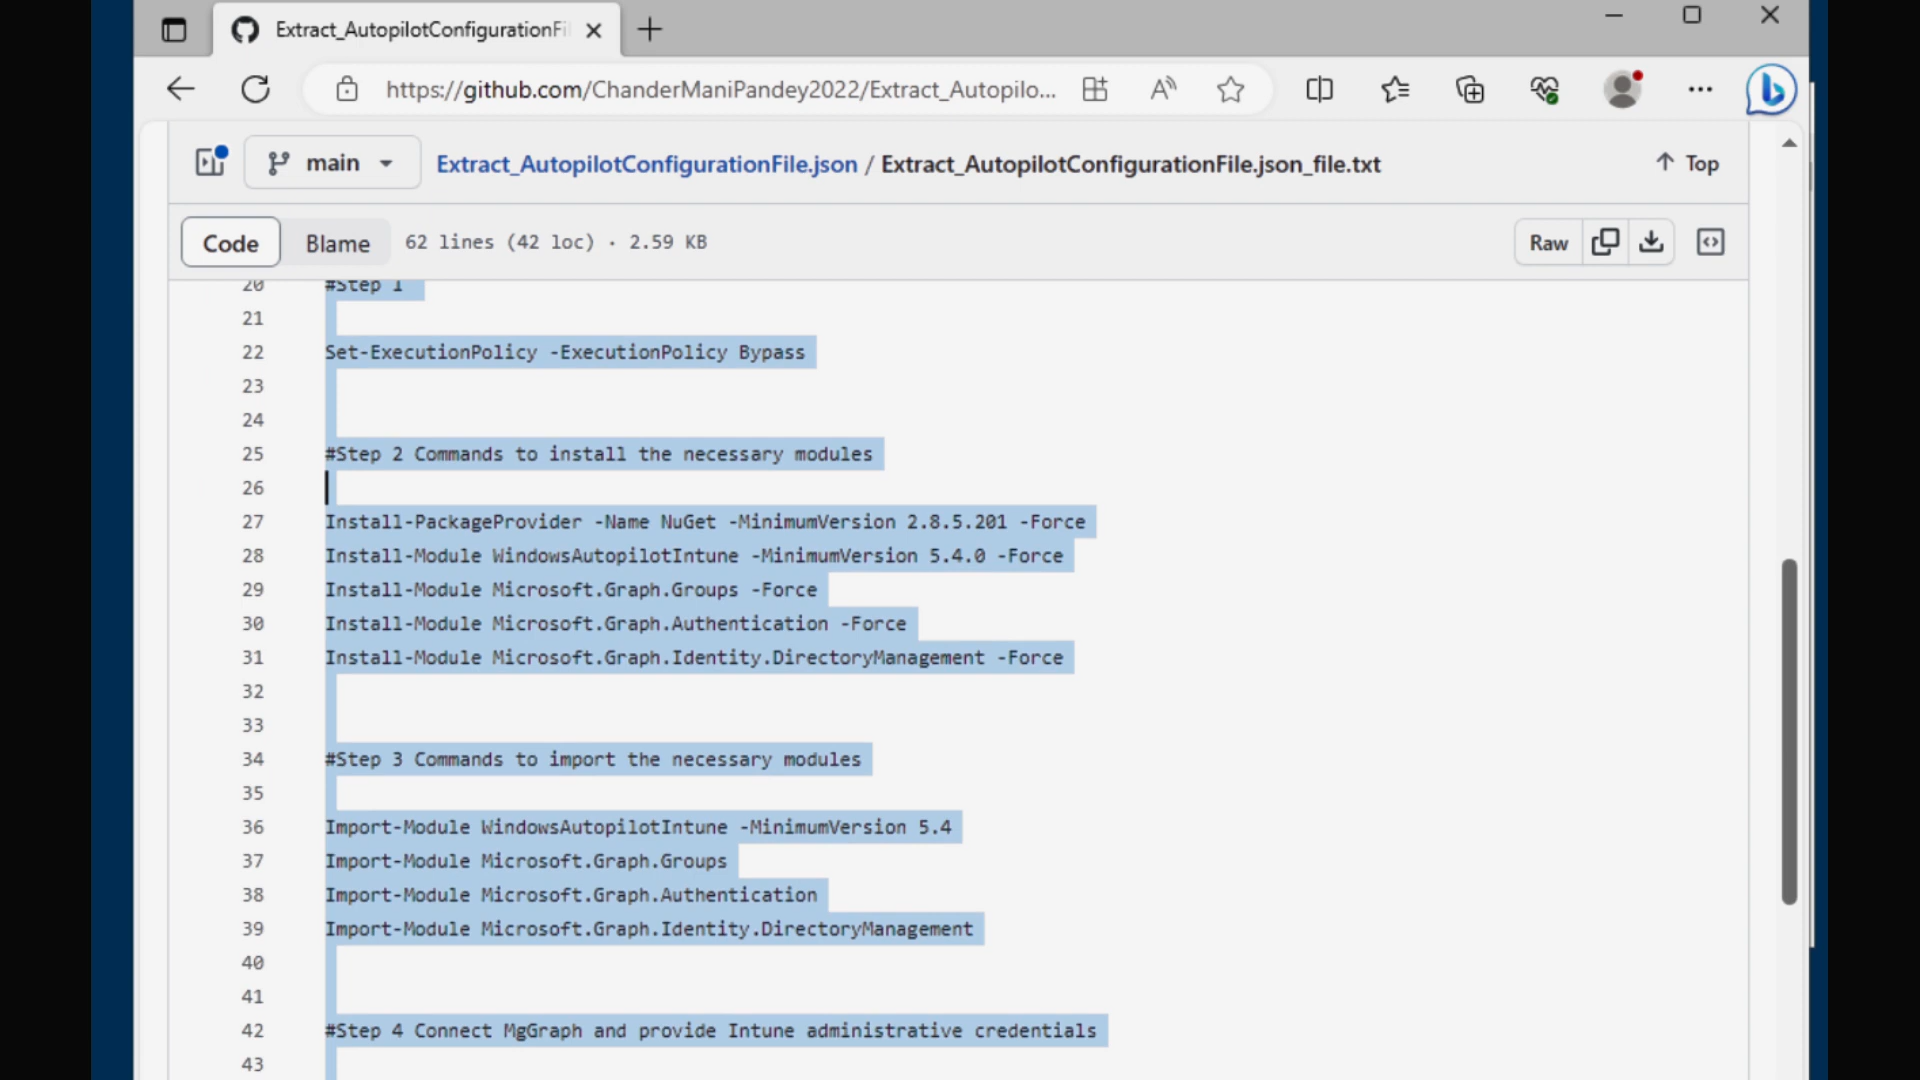 Extract_AutopilotConfigurationFi
https://github.com/ChanderManiPandey2022/Extract_Autopilo...
main
Extract_AutopilotConfigurationFile.json / Extract_AutopilotConfigurationFile.json_file.txt
Top
Code
Blame
62 lines (42 loc) · 2.59 KB
Raw
20 #Step 1
21
22 Set-ExecutionPolicy -ExecutionPolicy Bypass
23
24
25 #Step 2 Commands to install the necessary modules
26
27 Install-PackageProvider -Name NuGet -MinimumVersion 2.8.5.201 -Force
28 Install-Module WindowsAutopilotIntune -MinimumVersion 5.4.0 -Force
29 Install-Module Microsoft.Graph.Groups -Force
30 Install-Module Microsoft.Graph.Authentication -Force
31 Install-Module Microsoft.Graph.Identity.DirectoryManagement -Force
32
33
34 #Step 3 Commands to import the necessary modules
35
36 Import-Module WindowsAutopilotIntune -MinimumVersion 5.4
37 Import-Module Microsoft.Graph.Groups
38 Import-Module Microsoft.Graph.Authentication
39 Import-Module Microsoft.Graph.Identity.DirectoryManagement
40
41
42 #Step 4 Connect MgGraph and provide Intune administrative credentials
43